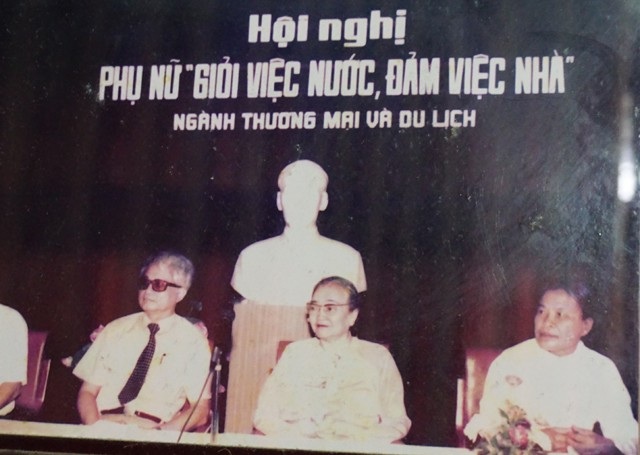 Hội nghị
PHỤ NỮ "GIỎI VIỆC NƯỚC, ĐẢM VIỆC NHÀ"
NGÀNH THƯƠNG MẠI VÀ DU LỊCH